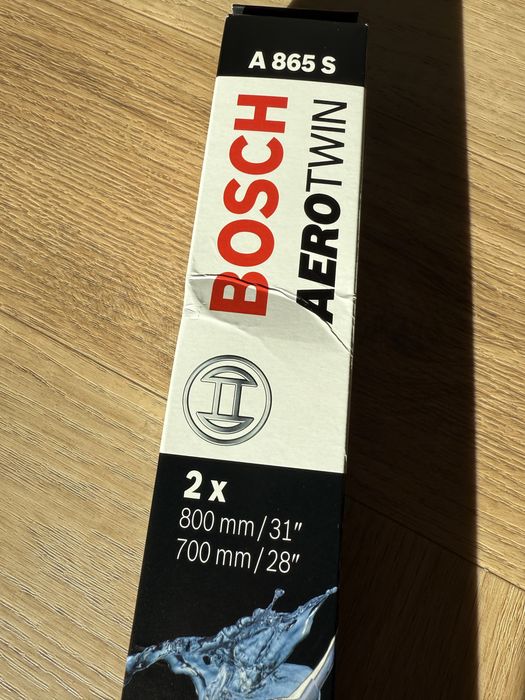 A 865 S
BOSCH
AEROTWIN
2 x
800 mm/31"
700 mm/28"